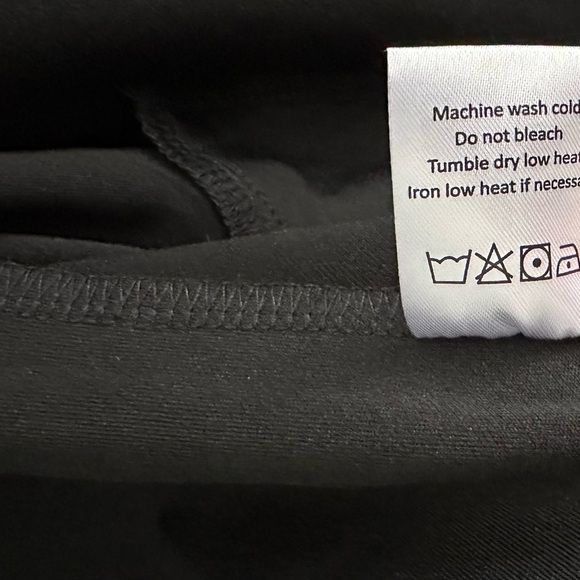 Machine wash cold
Do not bleach
Tumble dry low heat
Iron low heat if necessa